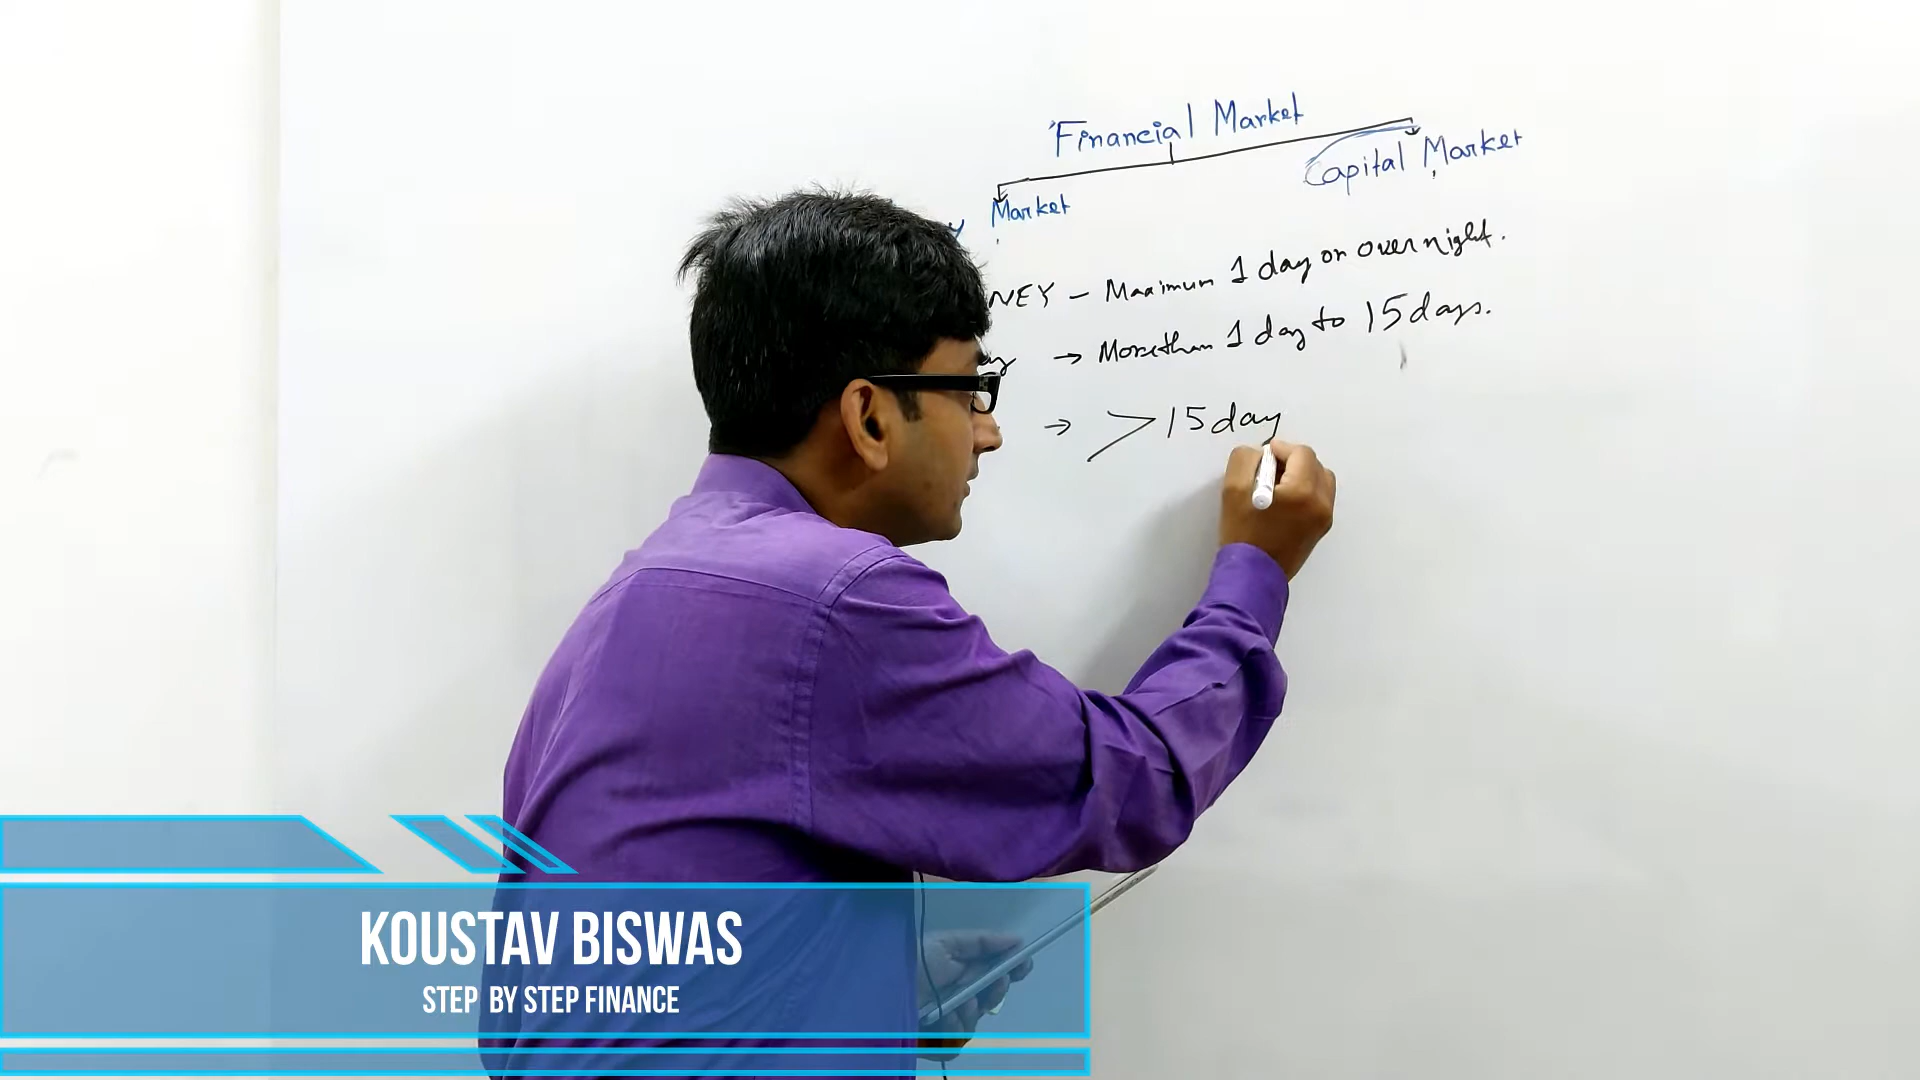 Financial Market
Capital Market
Market
NEY - Maximum 1 day or over night.
→ More than 1 day to 15 days.
→ > 15 day
KOUSTAV BISWAS
STEP BY STEP FINANCE